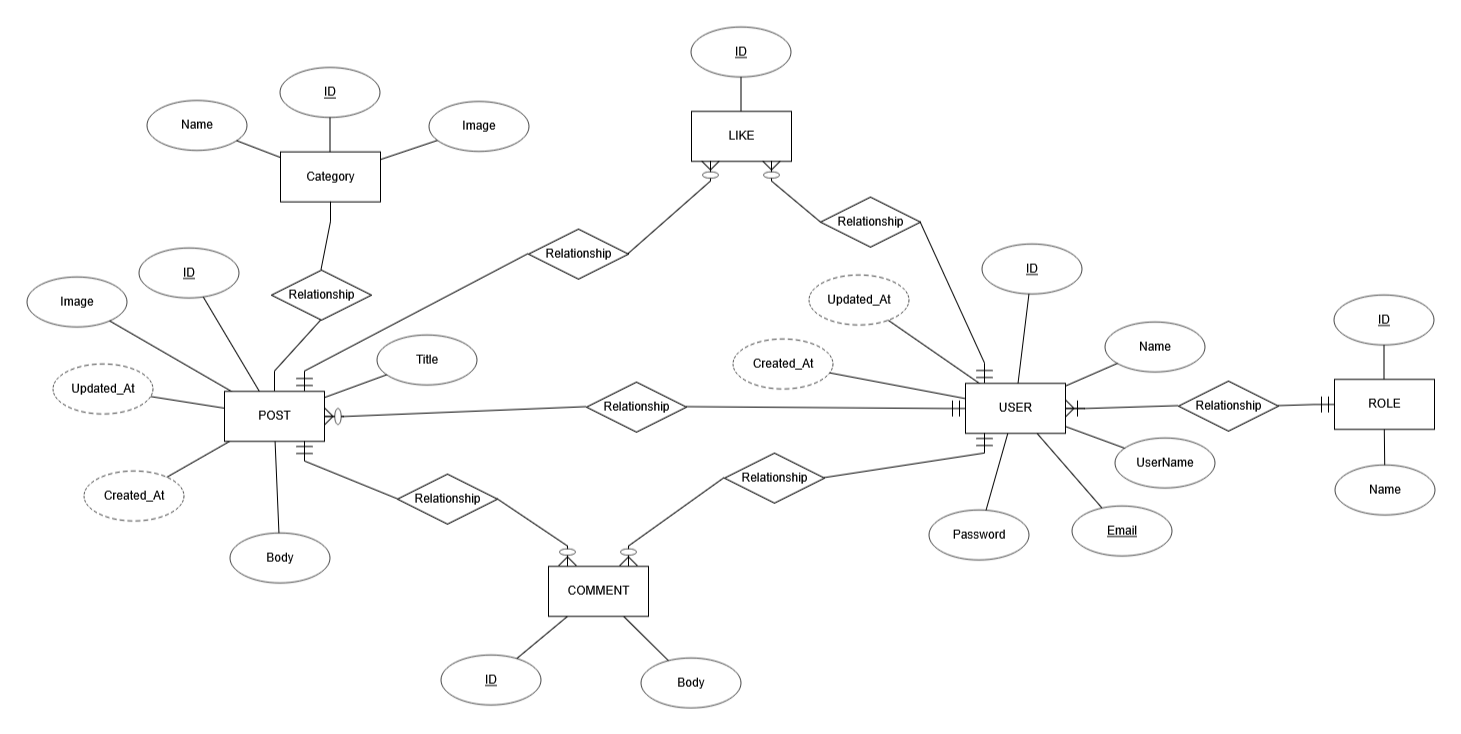 ID
LIKE
ID
Name
Image
Category
Relationship
Relationship
Relationship
ID
Image
Updated_At
Title
POST
Created_At
Body
Relationship
Updated_At
Created_At
ID
Name
USER
UserName
Email
Password
Relationship
ID
ROLE
Name
Relationship
Relationship
COMMENT
ID
Body